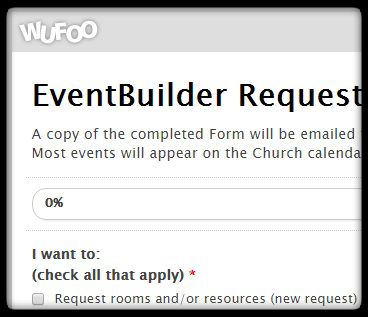 WUFOO
EventBuilder Request
A copy of the completed Form will be emailed
Most events will appear on the Church calenda
0%
I want to:
(check all that apply) *
Request rooms and/or resources (new request)